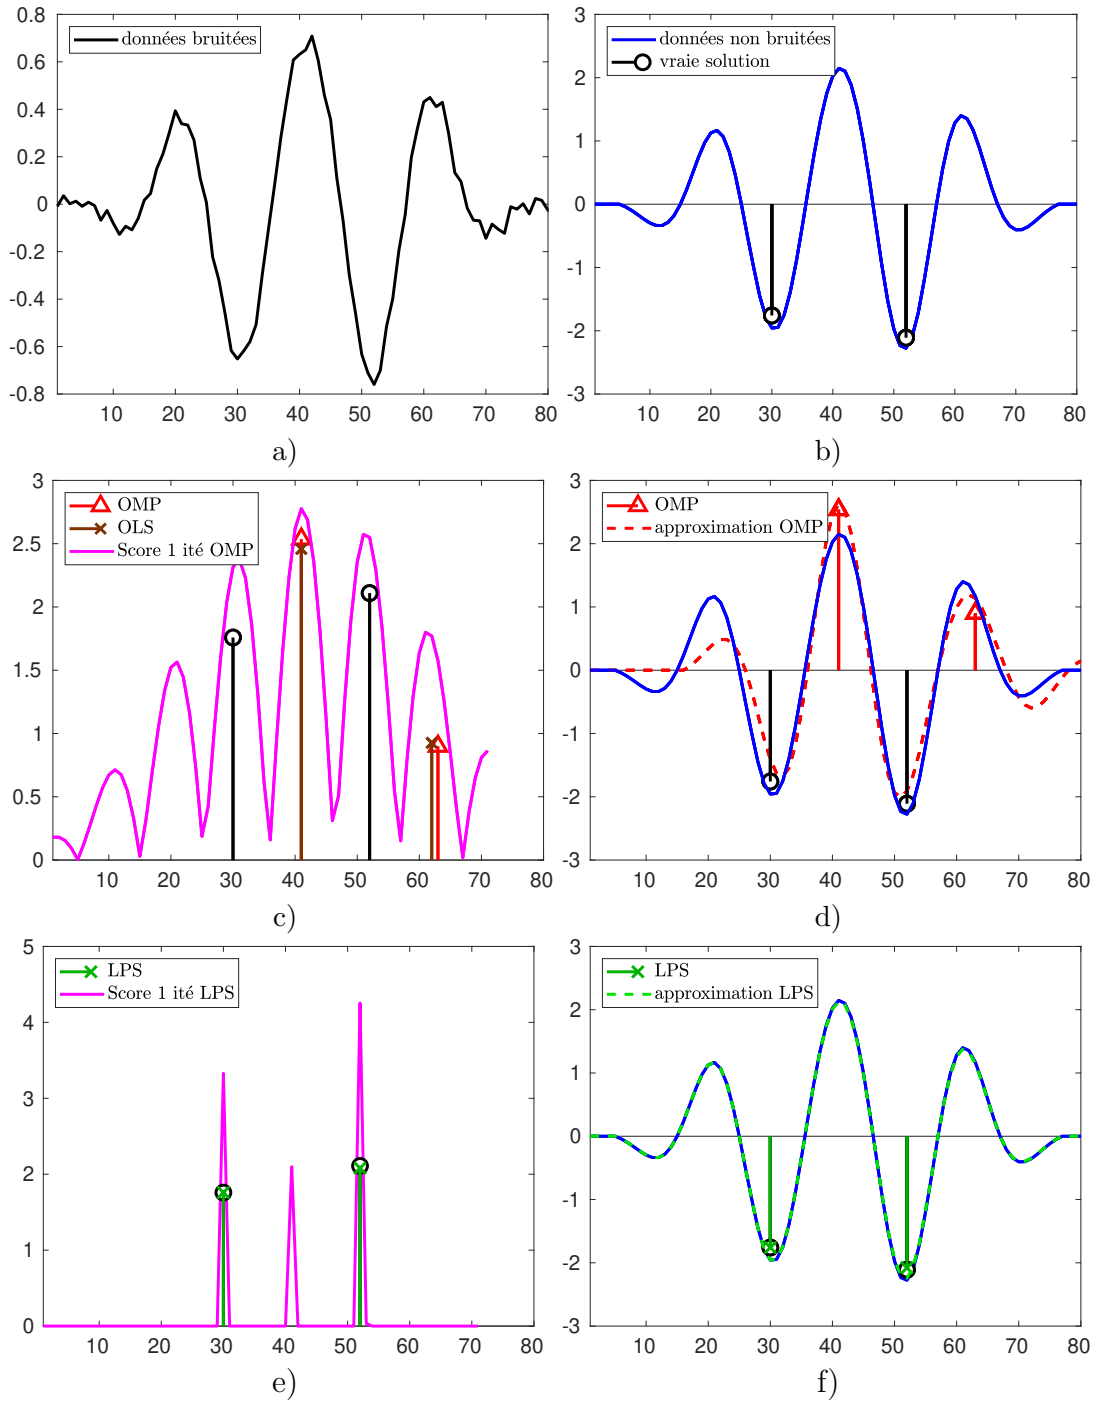 données bruitées
0.8
0.6
0.4
0.2
0
-0.2
-0.4
-0.6
-0.8
10 20 30 40 50 60 70 80
a)
données non bruitées
vraie solution
3
2
1
0
-1
-2
-3
10 20 30 40 50 60 70 80
b)
OMP
OLS
Score 1 ité OMP
3
2.5
2
1.5
1
0.5
0
10 20 30 40 50 60 70 80
c)
OMP
approximation OMP
3
2
1
0
-1
-2
-3
10 20 30 40 50 60 70 80
d)
LPS
Score 1 ité LPS
5
4
3
2
1
0
10 20 30 40 50 60 70 80
e)
LPS
approximation LPS
3
2
1
0
-1
-2
-3
10 20 30 40 50 60 70 80
f)